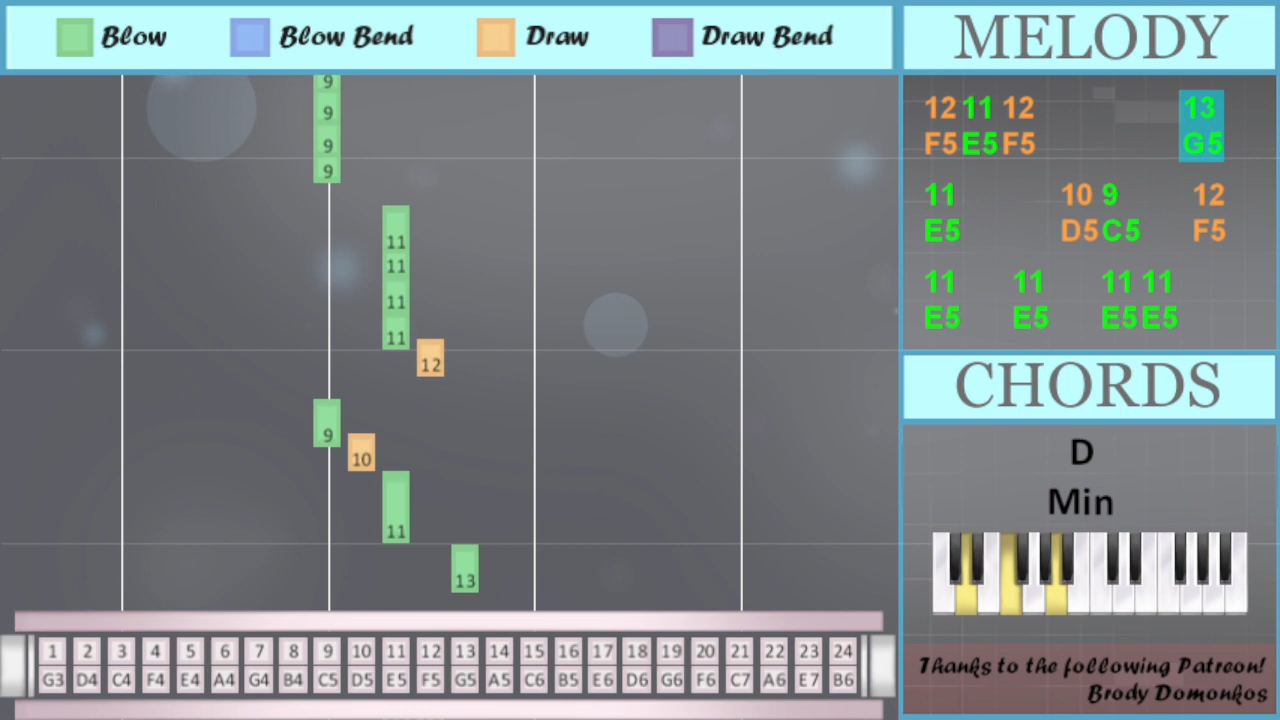 Blow Blow Bend Draw Draw Bend
9
9
9
9
11
11
11
11
12
9
10
11
13
1 2 3 4 5 6 7 8 9 10 11 12 13 14 15 16 17 18 19 20 21 22 23 24
G3 D4 C4 F4 E4 A4 G4 B4 C5 D5 E5 F5 G5 A5 C6 B5 E6 D6 G6 F6 C7 A6 E7 B6
MELODY
12 11 12 13
F5 E5 F5 G5
11 10 9 12
E5 D5 C5 F5
11 11 11 11
E5 E5 E5 E5
CHORDS
D
Min
Thanks to the following Patreon!
Brody Domonkos